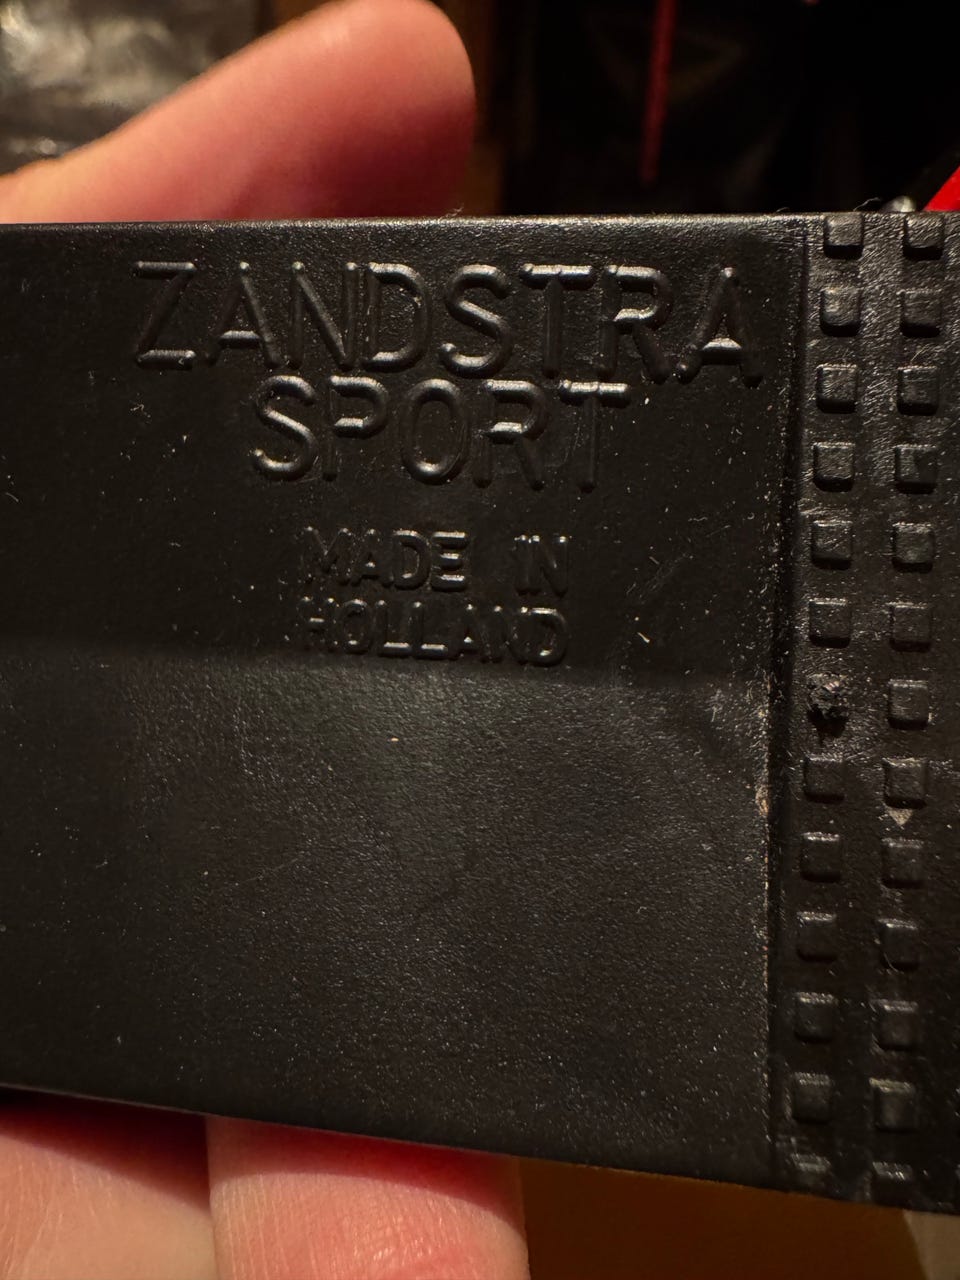 ZANDSTRA
SPORT
MADE IN
HOLLAND